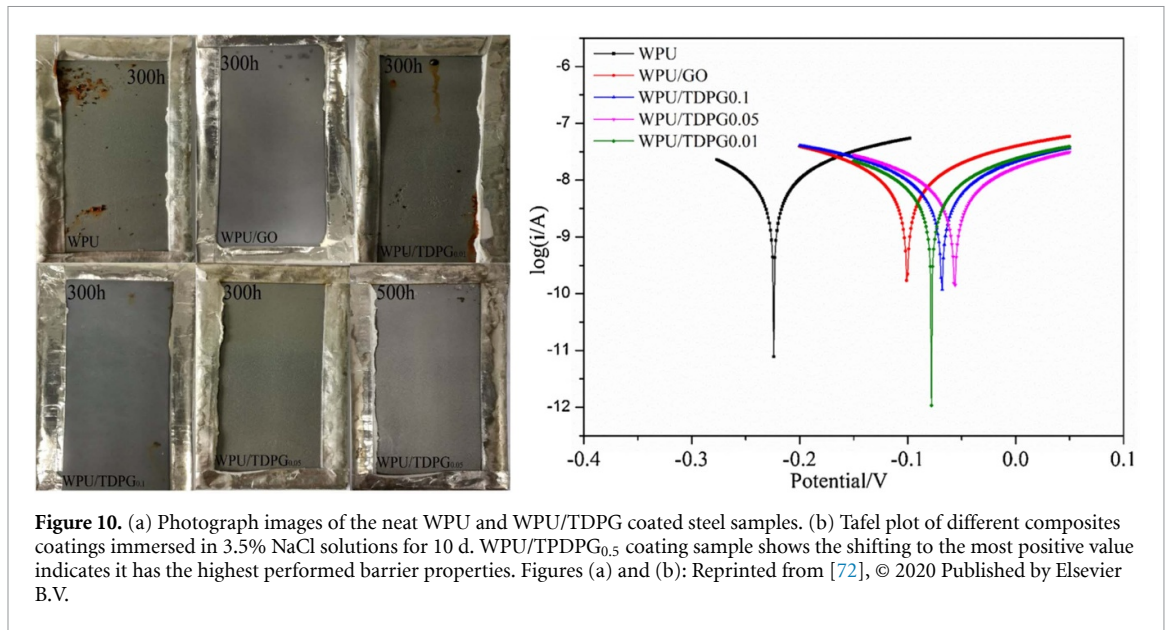 300h
300h
300h
WPU
WPU/GO
WPU/TDPG0.01
300h
300h
500h
WPU/TDPG0.1
WPU/TDPG0.05
WPU/TDPG0.05
WPU
WPU/GO
WPU/TDPG0.1
WPU/TDPG0.05
WPU/TDPG0.01
log(i/A)
-6
-7
-8
-9
-10
-11
-12
-0.4 -0.3 -0.2 -0.1 0.0 0.1
Potential/V
Figure 10. (a) Photograph images of the neat WPU and WPU/TDPG coated steel samples. (b) Tafel plot of different composites
coatings immersed in 3.5% NaCl solutions for 10 d. WPU/TPDPG0.5 coating sample shows the shifting to the most positive value
indicates it has the highest performed barrier properties. Figures (a) and (b): Reprinted from [72], © 2020 Published by Elsevier
B.V.